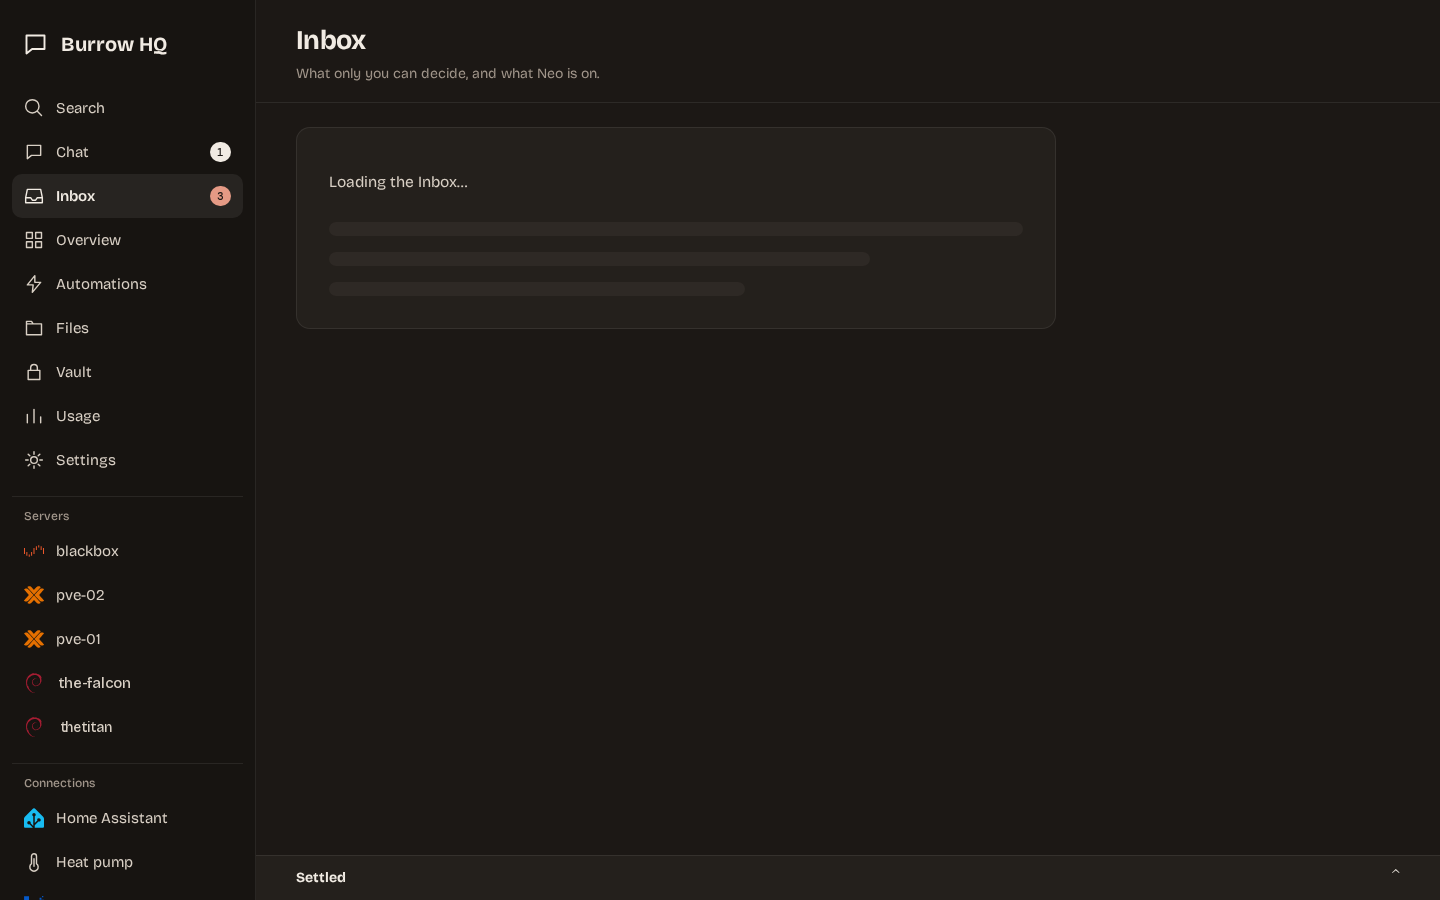 Burrow HQ
Search
Chat 1
Inbox 3
Overview
Automations
Files
Vault
Usage
Settings
Servers
blackbox
pve-02
pve-01
the-falcon
thetitan
Connections
Home Assistant
Heat pump
Inbox
What only you can decide, and what Neo is on.
Loading the Inbox...
Settled